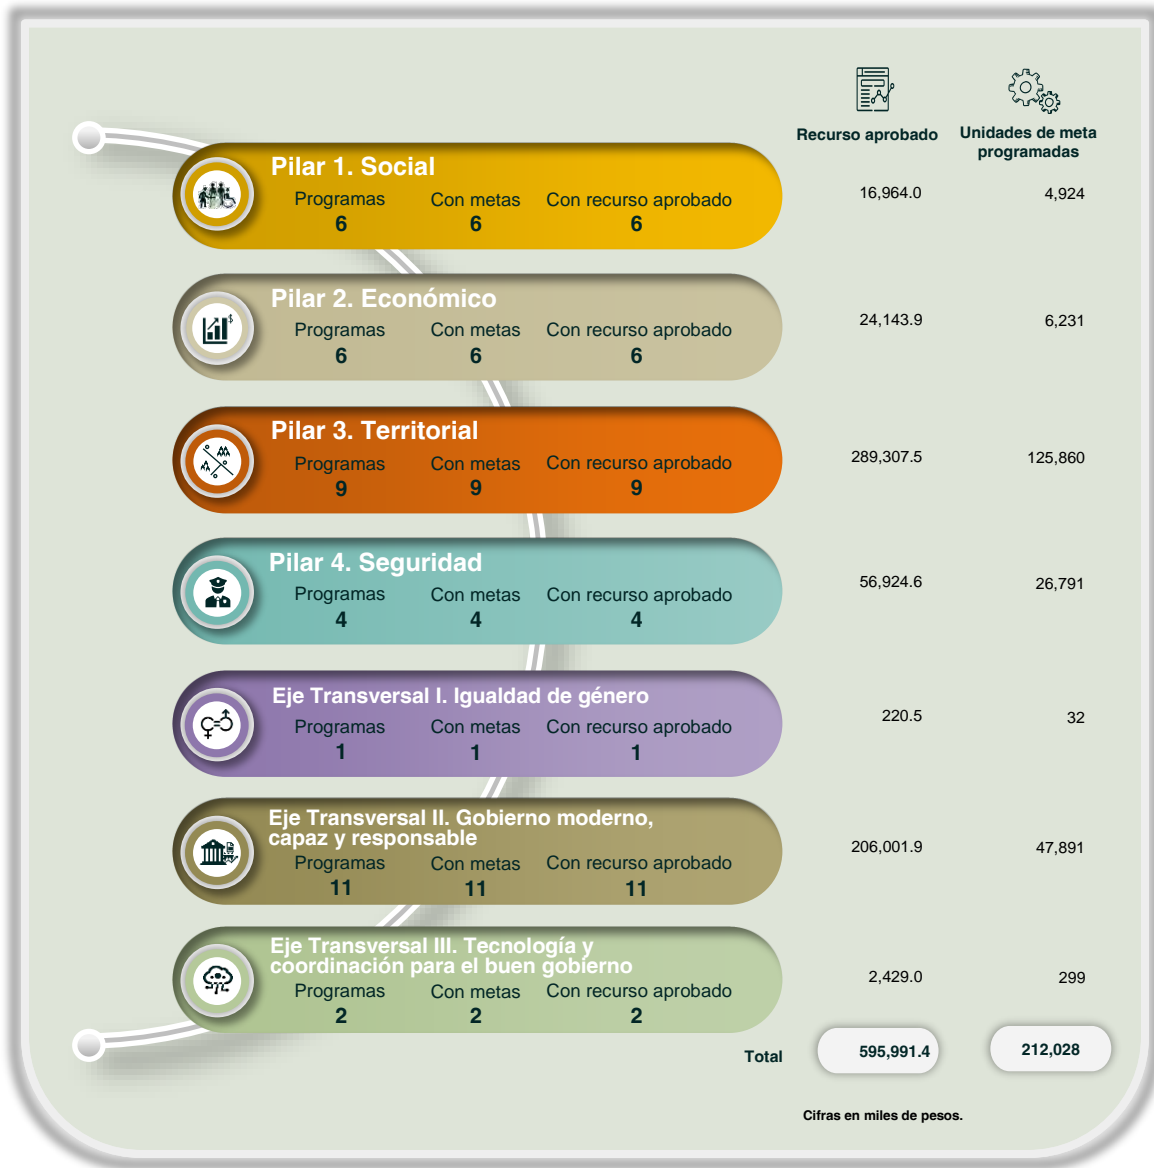 Recurso aprobado
Unidades de meta
programadas
Pilar 1. Social
Programas Con metas Con recurso aprobado
6 6 6
16,964.0 4,924
Pilar 2. Económico
Programas Con metas Con recurso aprobado
6 6 6
24,143.9 6,231
Pilar 3. Territorial
Programas Con metas Con recurso aprobado
9 9 9
289,307.5 125,860
Pilar 4. Seguridad
Programas Con metas Con recurso aprobado
4 4 4
56,924.6 26,791
Eje Transversal I. Igualdad de género
Programas Con metas Con recurso aprobado
1 1 1
220.5 32
Eje Transversal II. Gobierno moderno,
capaz y responsable
Programas Con metas Con recurso aprobado
11 11 11
206,001.9 47,891
Eje Transversal III. Tecnología y
coordinación para el buen gobierno
Programas Con metas Con recurso aprobado
2 2 2
2,429.0 299
Total 595,991.4 212,028
Cifras en miles de pesos.